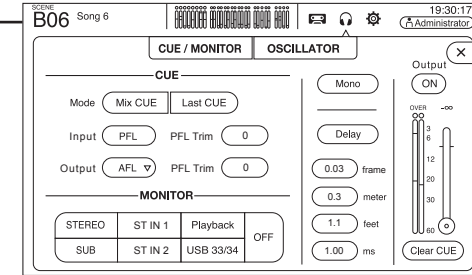 SCENE
B06 Song 6
19:30:17
Administrator
CUE / MONITOR OSCILLATOR
×
CUE
Mode Mix CUE Last CUE
Input PFL PFL Trim 0
Output AFL PFL Trim 0
MONITOR
STEREO ST IN 1 Playback OFF
SUB ST IN 2 USB 33/34
Mono
Delay
0.03 frame
0.3 meter
1.1 feet
1.00 ms
Output
ON
OVER -∞
3
6
12
20
30
60
Clear CUE